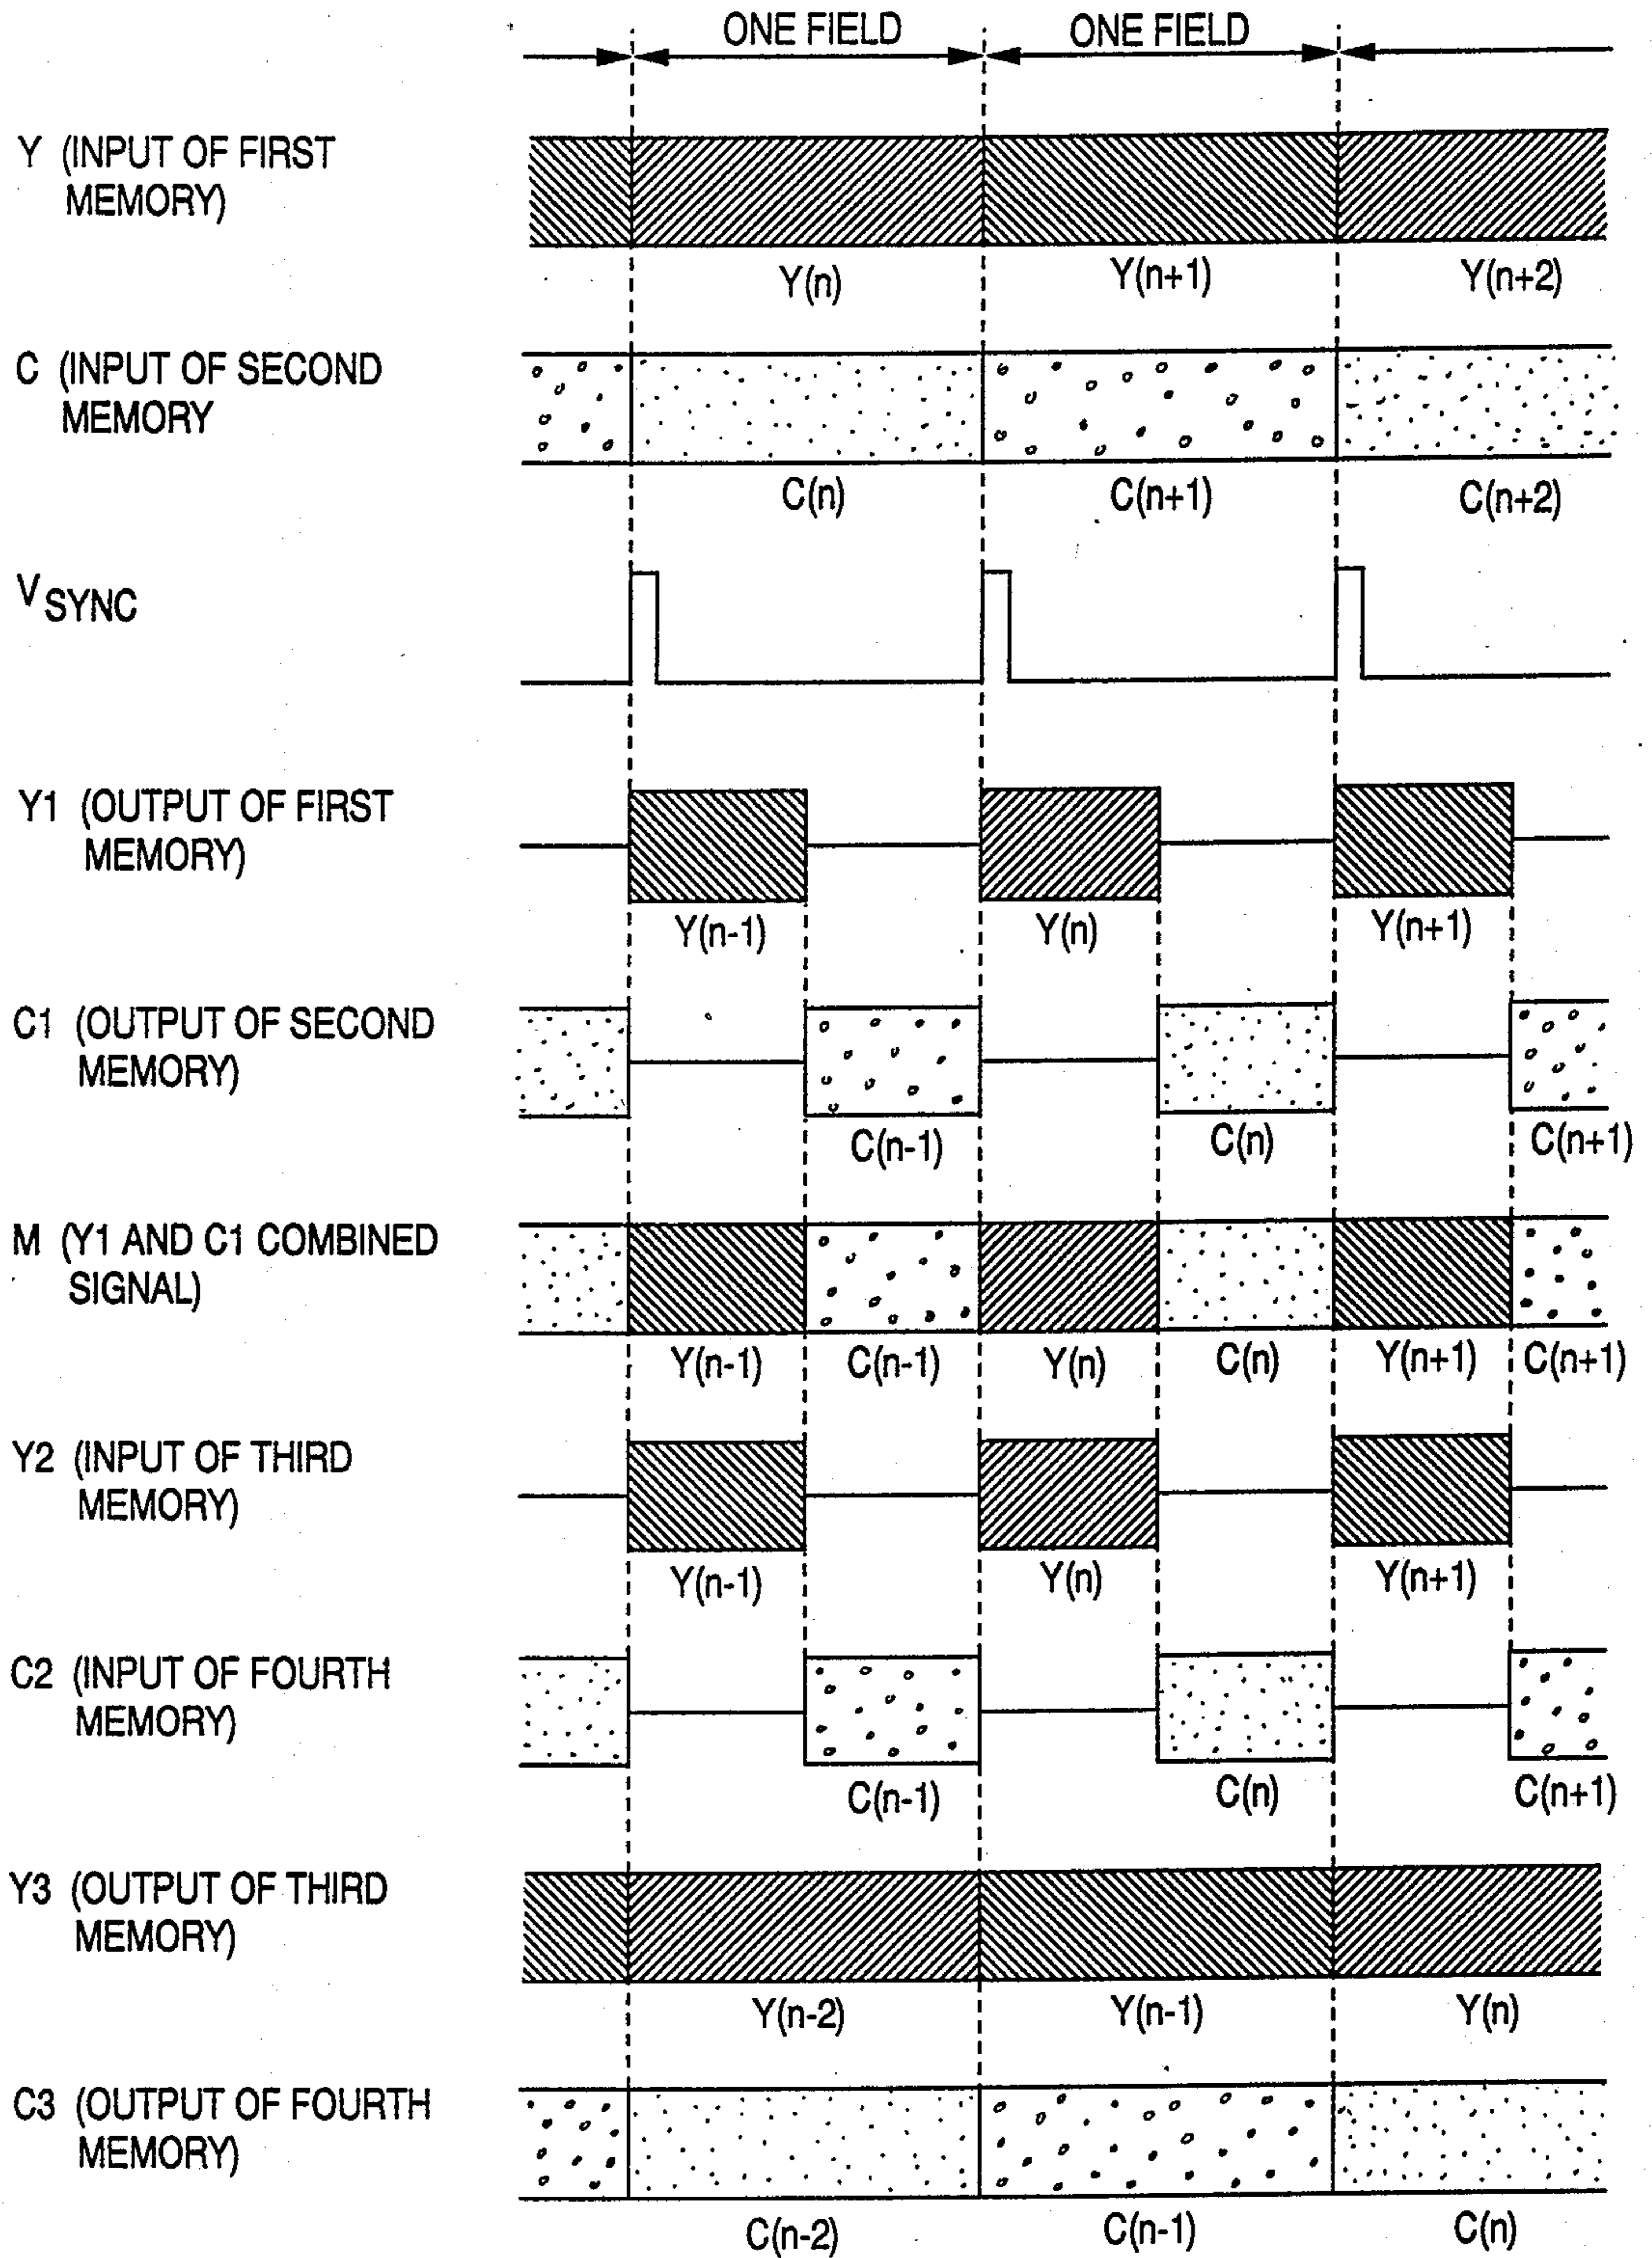 ONE FIELD ONE FIELD
Y (INPUT OF FIRST
MEMORY)
Y(n) Y(n+1) Y(n+2)
C (INPUT OF SECOND
MEMORY
C(n) C(n+1) C(n+2)
VSYNC
Y1 (OUTPUT OF FIRST
MEMORY)
Y(n-1) Y(n) Y(n+1)
C1 (OUTPUT OF SECOND
MEMORY)
C(n-1) C(n) C(n+1)
M (Y1 AND C1 COMBINED
SIGNAL)
Y(n-1) C(n-1) Y(n) C(n) Y(n+1) C(n+1)
Y2 (INPUT OF THIRD
MEMORY)
Y(n-1) Y(n) Y(n+1)
C2 (INPUT OF FOURTH
MEMORY)
C(n-1) C(n) C(n+1)
Y3 (OUTPUT OF THIRD
MEMORY)
Y(n-2) Y(n-1) Y(n)
C3 (OUTPUT OF FOURTH
MEMORY)
C(n-2) C(n-1) C(n)